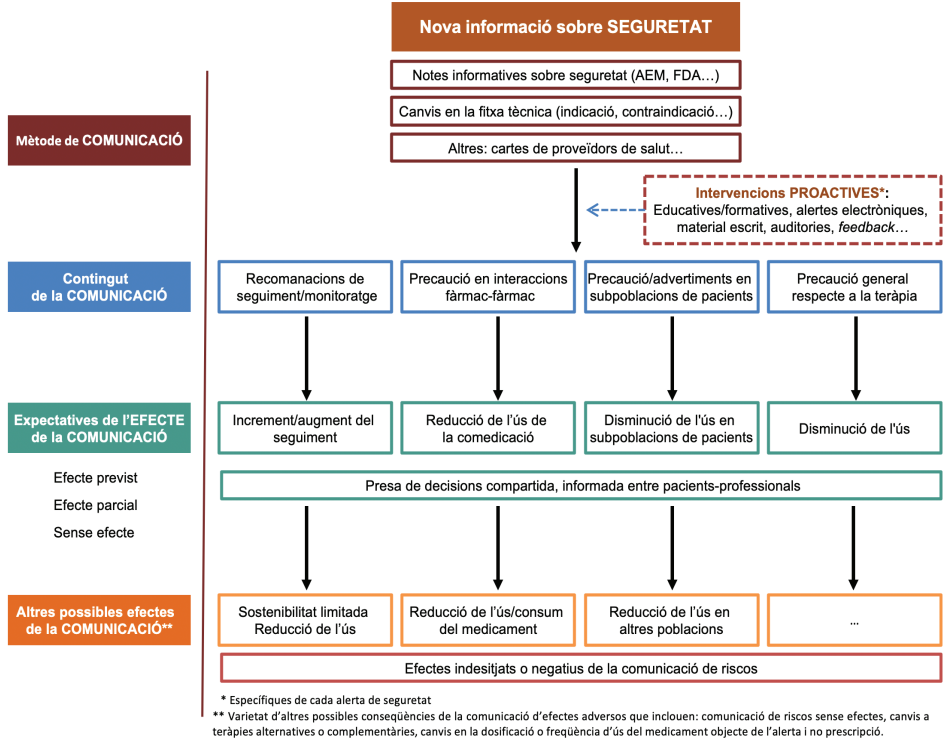 Nova informació sobre SEGURETAT
Notes informatives sobre seguretat (AEM, FDA…)
Canvis en la fitxa tècnica (indicació, contraindicació…)
Mètode de COMUNICACIÓ
Altres: cartes de proveïdors de salut…
Intervencions PROACTIVES*:
Educatives/formatives, alertes electròniques,
material escrit, auditories, feedback…
Contingut
de la COMUNICACIÓ
Recomanacions de
seguiment/monitoratge
Precaució en interaccions
fàrmac-fàrmac
Precaució/advertiments en
subpoblacions de pacients
Precaució general
respecte a la teràpia
Expectatives de l’EFECTE
de la COMUNICACIÓ
Increment/augment del
seguiment
Reducció de l’ús de
la comedicació
Disminució de l'ús en
subpoblacions de pacients
Disminució de l'ús
Efecte previst
Efecte parcial
Sense efecte
Presa de decisions compartida, informada entre pacients-professionals
Altres possibles efectes
de la COMUNICACIÓ**
Sostenibilitat limitada
Reducció de l’ús
Reducció de l’ús/consum
del medicament
Reducció de l’ús en
altres poblacions
…
Efectes indesitjats o negatius de la comunicació de riscos
* Específiques de cada alerta de seguretat
** Varietat d’altres possibles conseqüències de la comunicació d’efectes adversos que inclouen: comunicació de riscos sense efectes, canvis a
teràpies alternatives o complementàries, canvis en la dosificació o freqüència d’ús del medicament objecte de l’alerta i no prescripció.